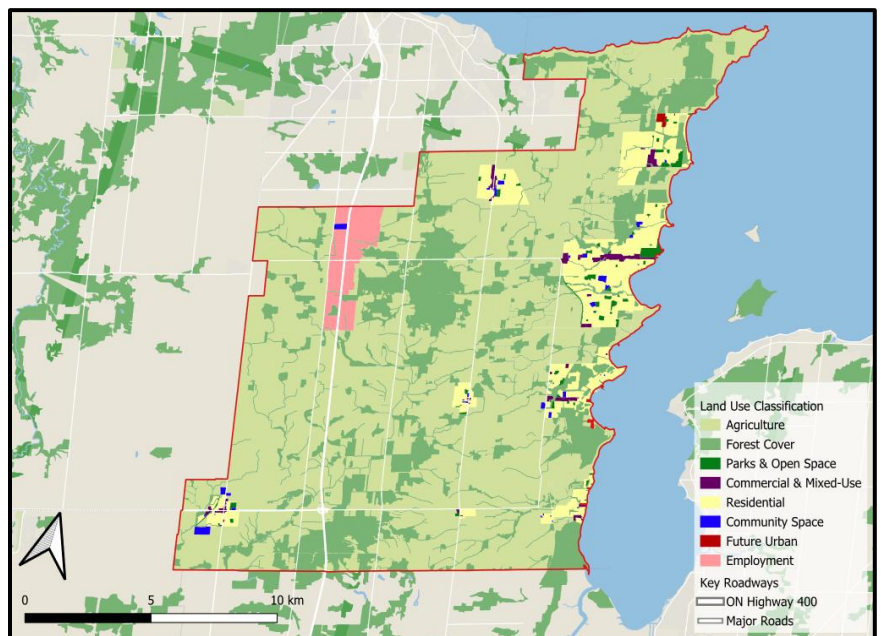 Land Use Classification
Agriculture
Forest Cover
Parks & Open Space
Commercial & Mixed-Use
Residential
Community Space
Future Urban
Employment
Key Roadways
ON Highway 400
Major Roads
0 5 10 km